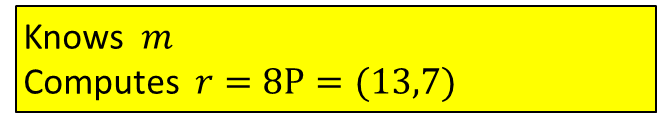 Knows m
Computes r = 8P = (13,7)